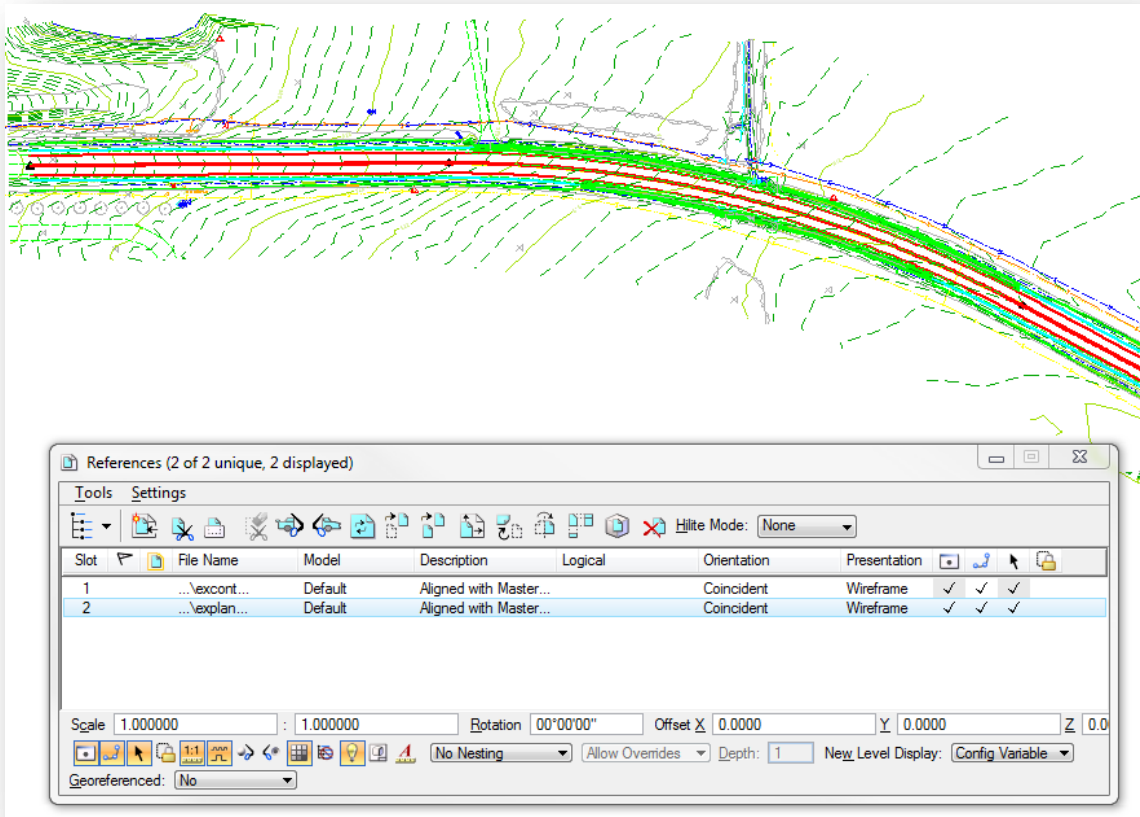 References (2 of 2 unique, 2 displayed)
Tools Settings
Hilite Mode: None
Slot File Name Model Description Logical Orientation Presentation
1 ...\excont... Default Aligned with Master... Coincident Wireframe
2 ...\explan... Default Aligned with Master... Coincident Wireframe
Scale 1.000000 : 1.000000 Rotation 00°00'00" Offset X 0.0000 Y 0.0000 Z 0.00
1:1 No Nesting Allow Overrides Depth: 1 New Level Display: Config Variable
Georeferenced: No